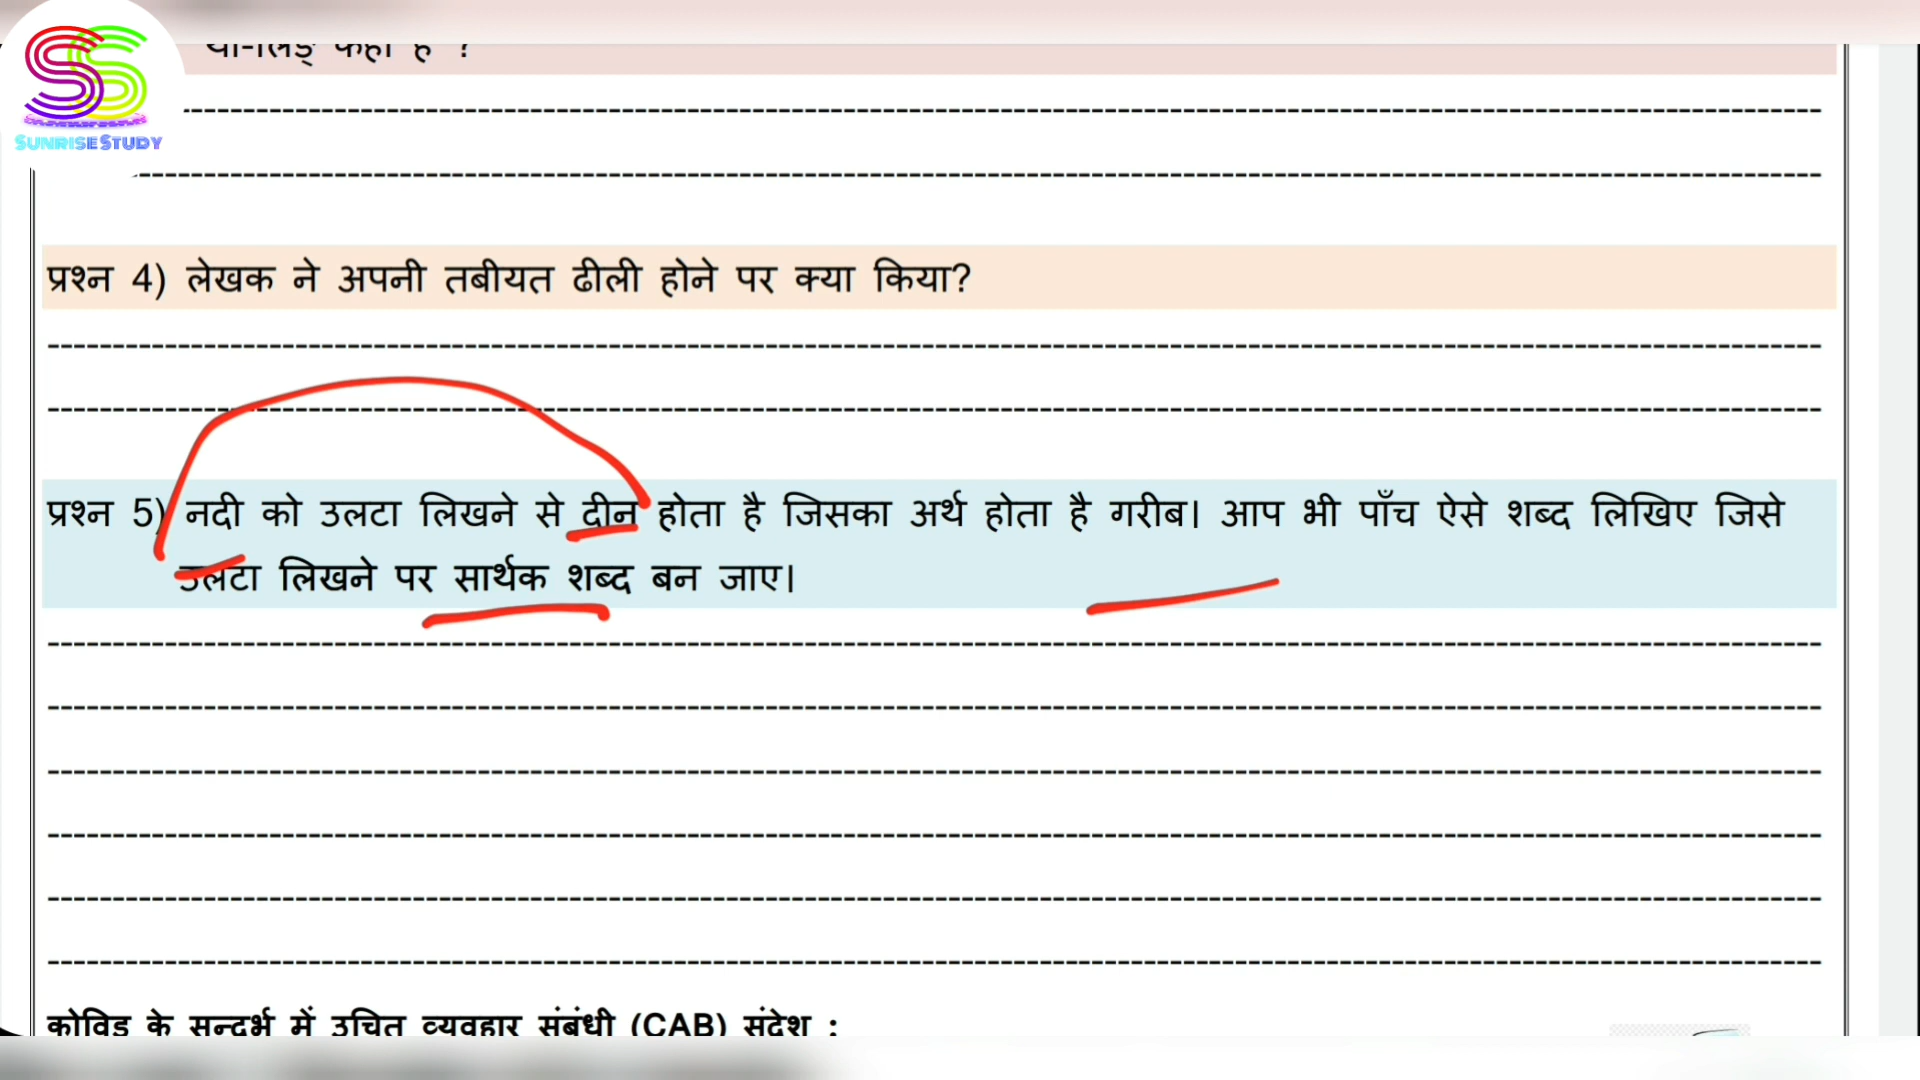 SUNRISE STUDY
प्रश्न 4) लेखक ने अपनी तबीयत ढीली होने पर क्या किया?
प्रश्न 5) नदी को उलटा लिखने से दीन होता है जिसका अर्थ होता है गरीब। आप भी पाँच ऐसे शब्द लिखिए जिसे
उलटा लिखने पर सार्थक शब्द बन जाए।
कोविड के सन्दर्भ में उचित व्यवहार संबंधी (CAB) संदेश :